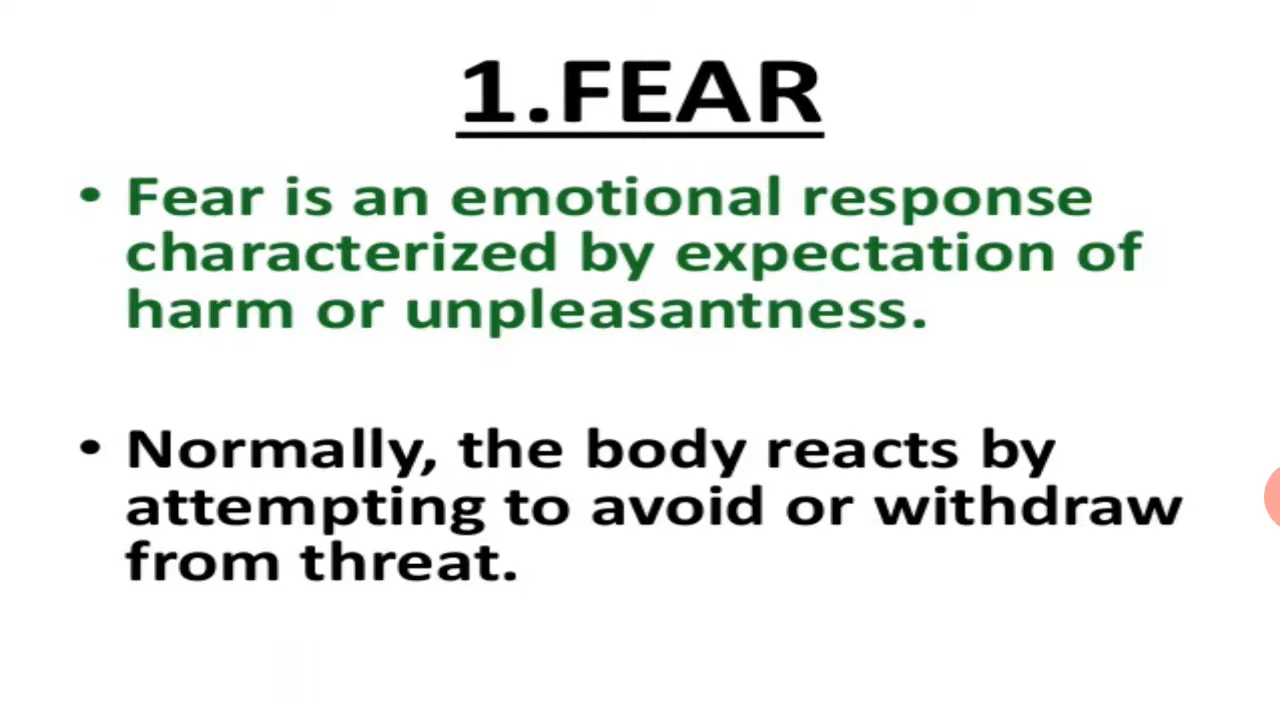 1.FEAR
• Fear is an emotional response
characterized by expectation of
harm or unpleasantness.
• Normally, the body reacts by
attempting to avoid or withdraw
from threat.